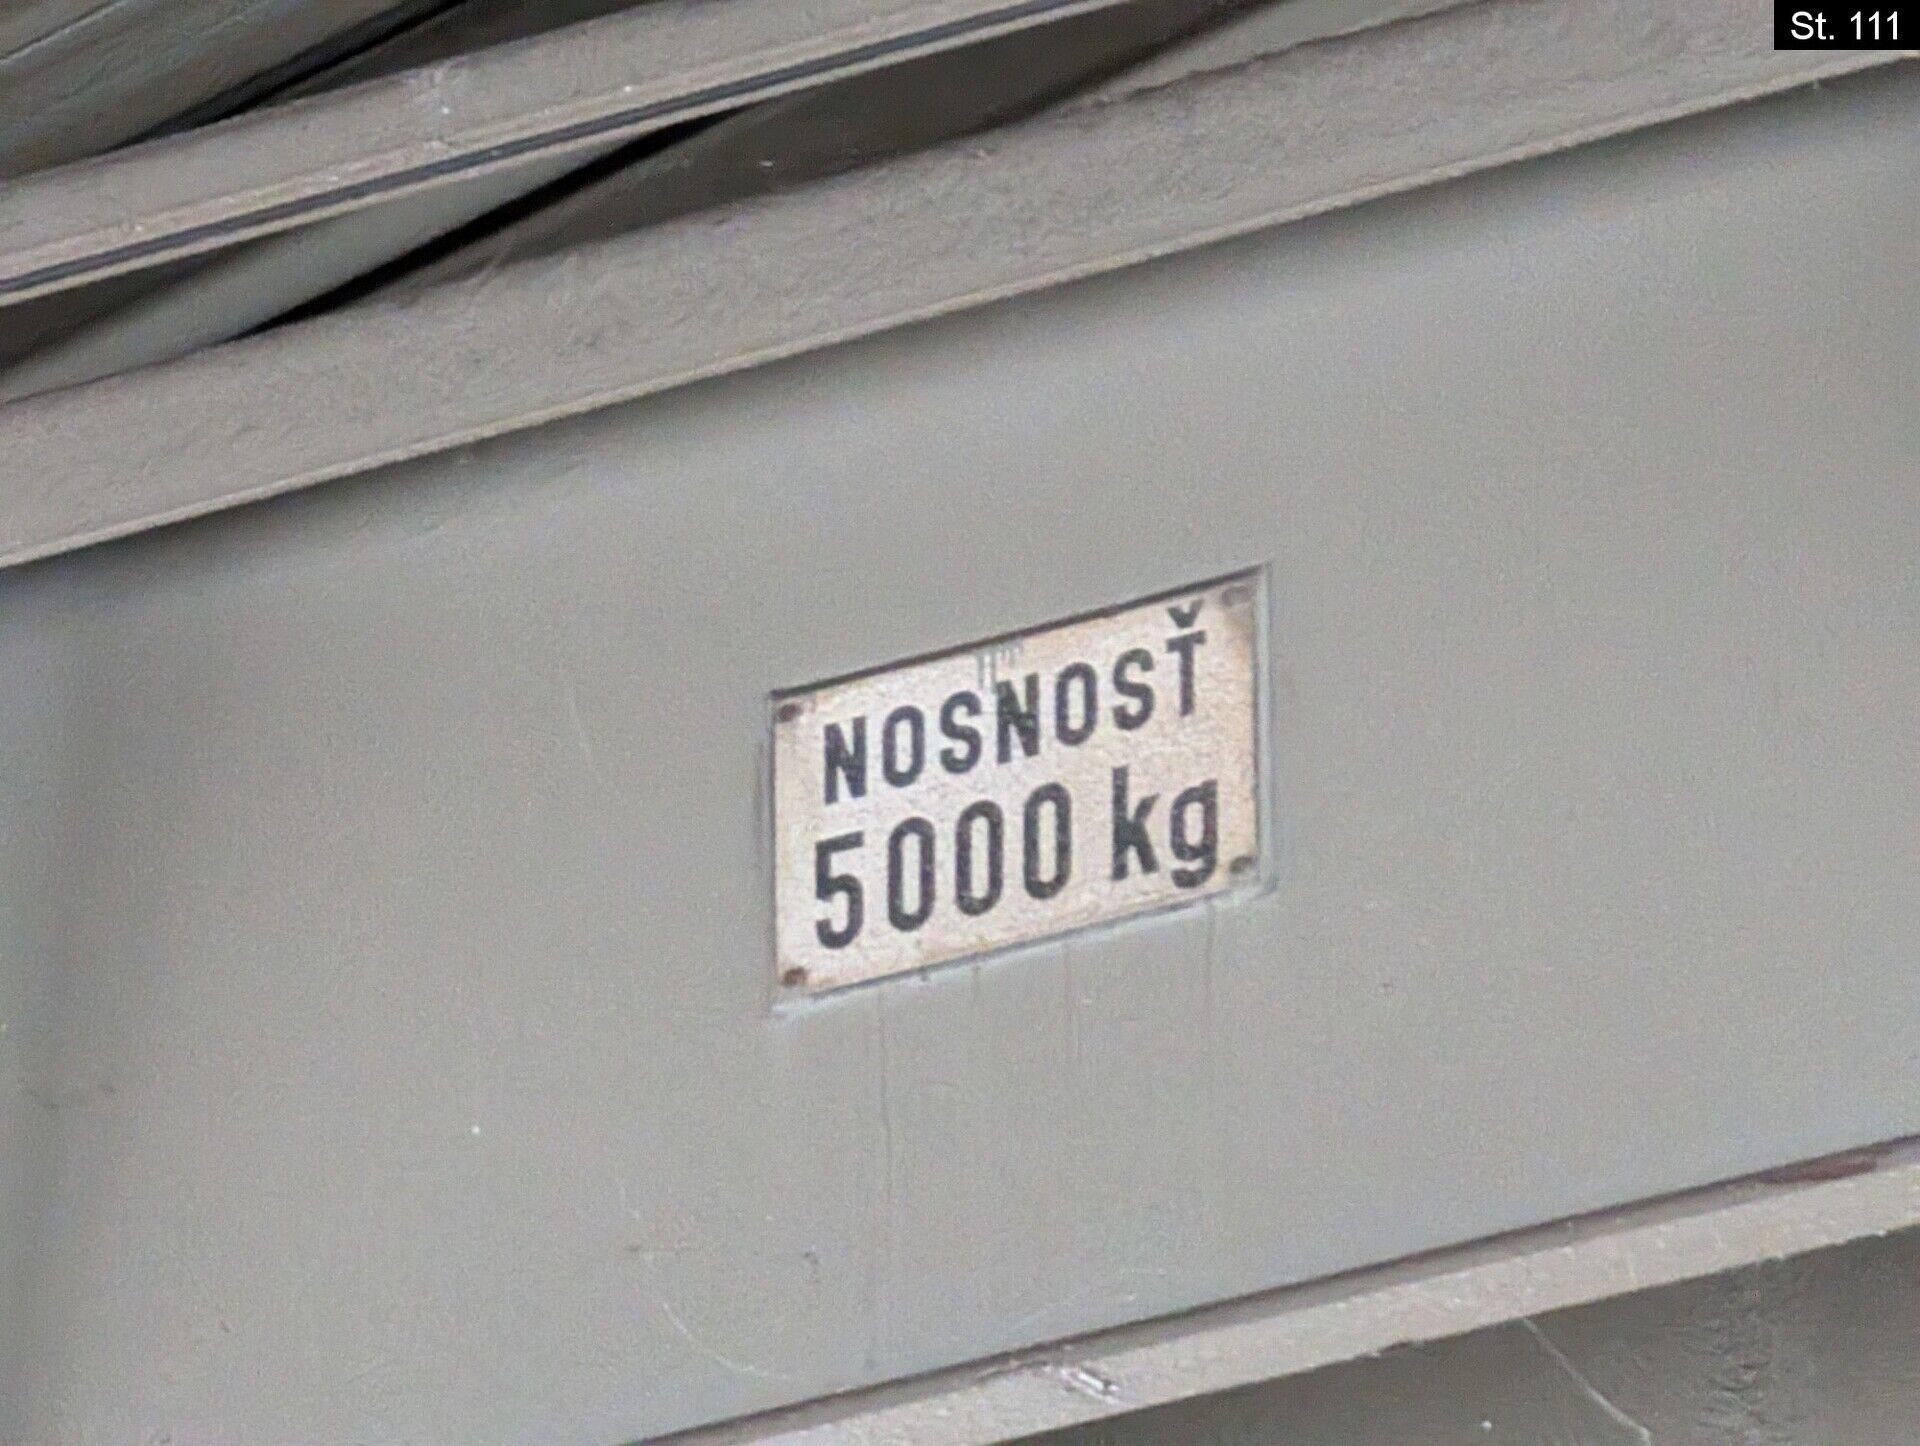 St. 111
NOSNOSŤ
5000 kg